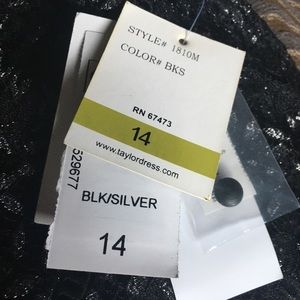 STYLE# 1810M
COLOR# BKS
RN 67473
14
www.taylordress.com
529677
BLK/SILVER
14